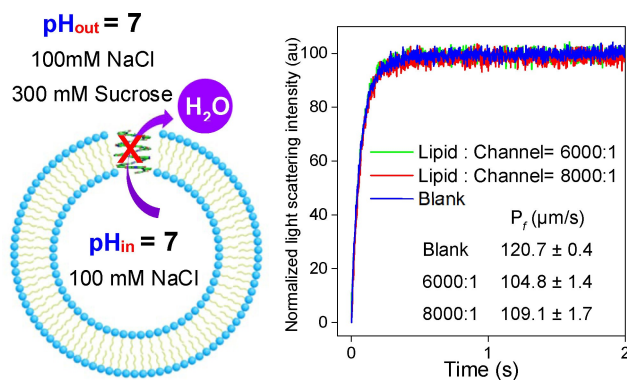 pHout = 7
100mM NaCl
300 mM Sucrose
H2O
X
pHin = 7
100 mM NaCl
Normalized light scattering intensity (au)
100
80
60
40
20
0
Lipid : Channel= 6000:1
Lipid : Channel= 8000:1
Blank
Pf (µm/s)
Blank 120.7 ± 0.4
6000:1 104.8 ± 1.4
8000:1 109.1 ± 1.7
0 1 2
Time (s)